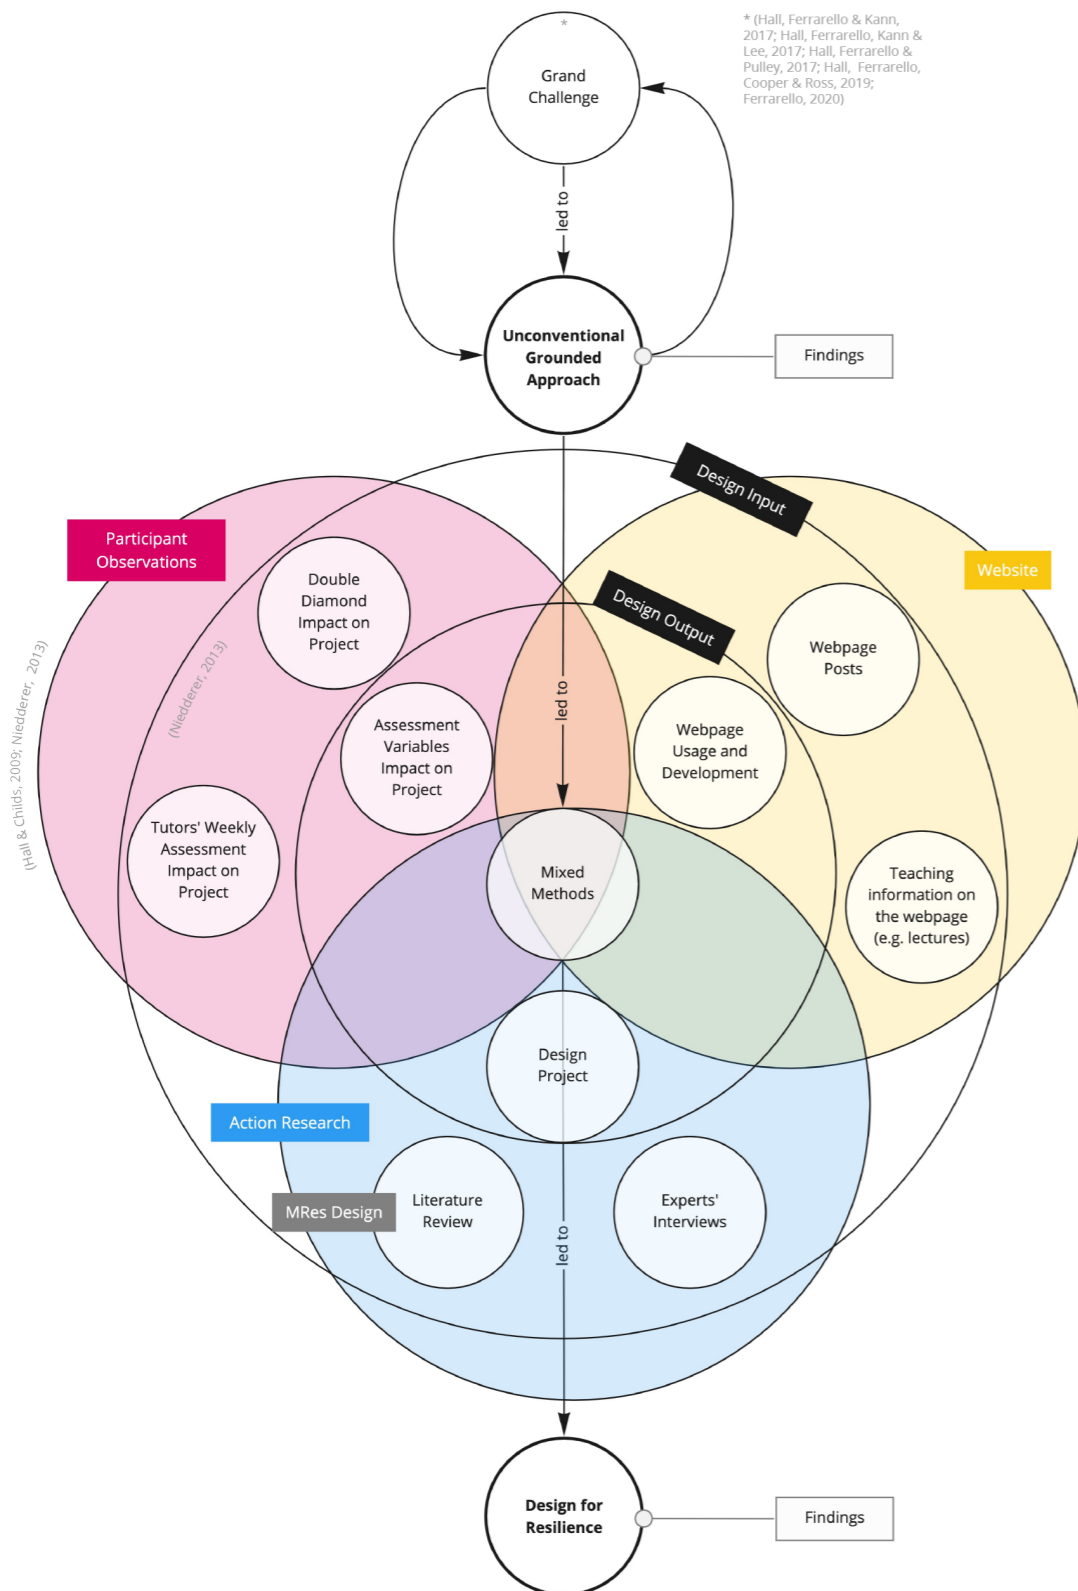 *
Grand
Challenge
* (Hall, Ferrarello & Kann,
2017; Hall, Ferrarello, Kann &
Lee, 2017; Hall, Ferrarello &
Pulley, 2017; Hall, Ferrarello,
Cooper & Ross, 2019;
Ferrarello, 2020)
led to
Unconventional
Grounded
Approach
Findings
Design Input
Participant
Observations
Website
Double
Diamond
Impact on
Project
Design Output
Webpage
Posts
(Hall & Childs, 2009; Niedderer, 2013)
(Niedderer, 2013)
led to
Assessment
Variables
Impact on
Project
Webpage
Usage and
Development
Tutors' Weekly
Assessment
Impact on
Project
Mixed
Methods
Teaching
information on
the webpage
(e.g. lectures)
Design
Project
Action Research
MRes Design
Literature
Review
Experts'
Interviews
led to
Design for
Resilience
Findings